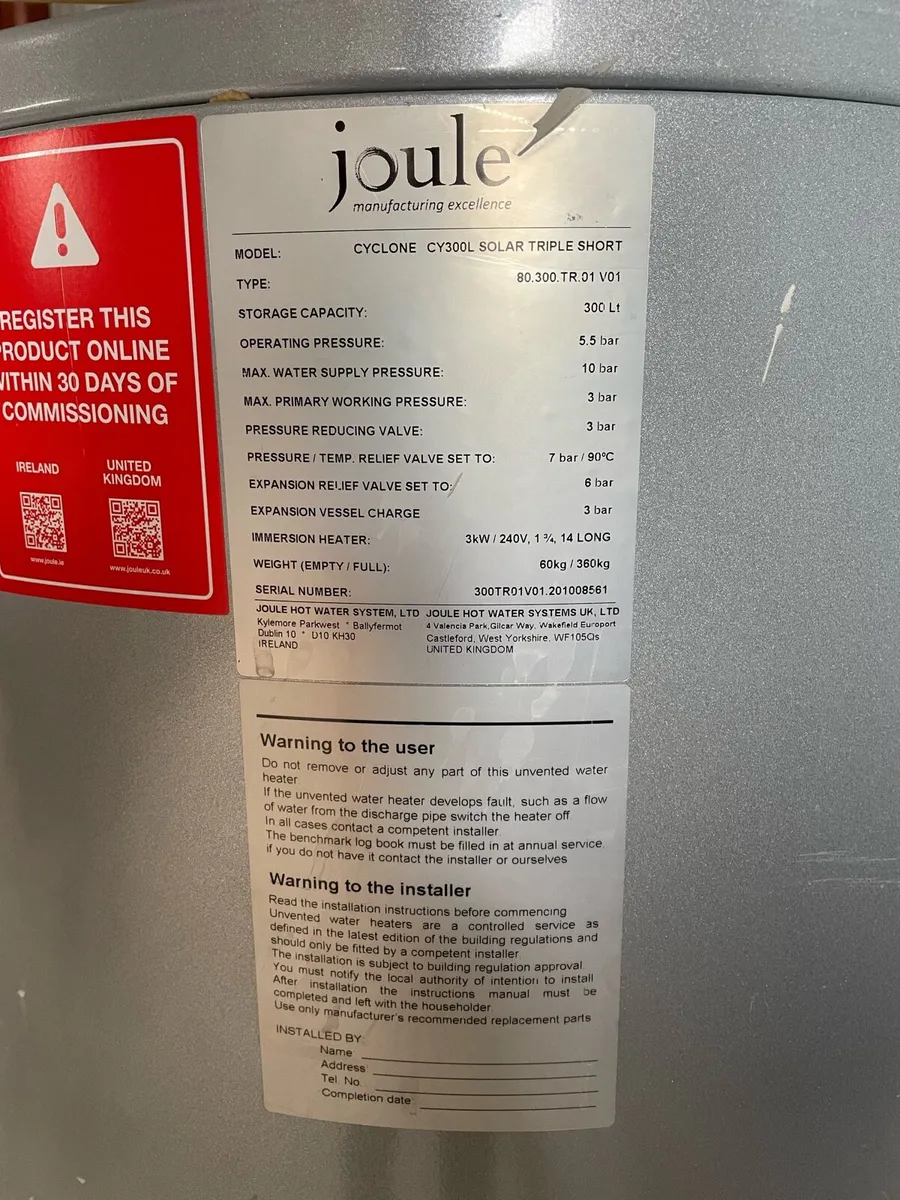 REGISTER THIS
PRODUCT ONLINE
WITHIN 30 DAYS OF
COMMISSIONING
IRELAND
UNITED
KINGDOM
www.joule.ie
www.jouleuk.co.uk
joule
manufacturing excellence
MODEL: CYCLONE CY300L SOLAR TRIPLE SHORT
TYPE: 80.300.TR.01 V01
STORAGE CAPACITY: 300 Lt
OPERATING PRESSURE: 5.5 bar
MAX. WATER SUPPLY PRESSURE: 10 bar
MAX. PRIMARY WORKING PRESSURE: 3 bar
PRESSURE REDUCING VALVE: 3 bar
PRESSURE / TEMP. RELIEF VALVE SET TO: 7 bar / 90°C
EXPANSION RELIEF VALVE SET TO: 6 bar
EXPANSION VESSEL CHARGE 3 bar
IMMERSION HEATER: 3kW / 240V, 1 ¾, 14 LONG
WEIGHT (EMPTY / FULL): 60kg / 360kg
SERIAL NUMBER: 300TR01V01.201008561
JOULE HOT WATER SYSTEM, LTD
Kylemore Parkwest * Ballyfermot
Dublin 10 * D10 KH30
IRELAND
JOULE HOT WATER SYSTEMS UK, LTD
4 Valencia Park,Gilcar Way, Wakefield Europort
Castleford, West Yorkshire, WF105Qs
UNITED KINGDOM
Warning to the user
Do not remove or adjust any part of this unvented water
heater
If the unvented water heater develops fault, such as a flow
of water from the discharge pipe switch the heater off
In all cases contact a competent installer.
The benchmark log book must be filled in at annual service.
if you do not have it contact the installer or ourselves
Warning to the installer
Read the installation instructions before commencing
Unvented water heaters are a controlled service as
defined in the latest edition of the building regulations and
should only be fitted by a competent installer.
The installation is subject to building regulation approval
You must notify the local authority of intention to install
After installation the instructions manual must be
completed and left with the householder.
Use only manufacturer's recommended replacement parts
INSTALLED BY:
Name
Address
Tel. No.
Completion date